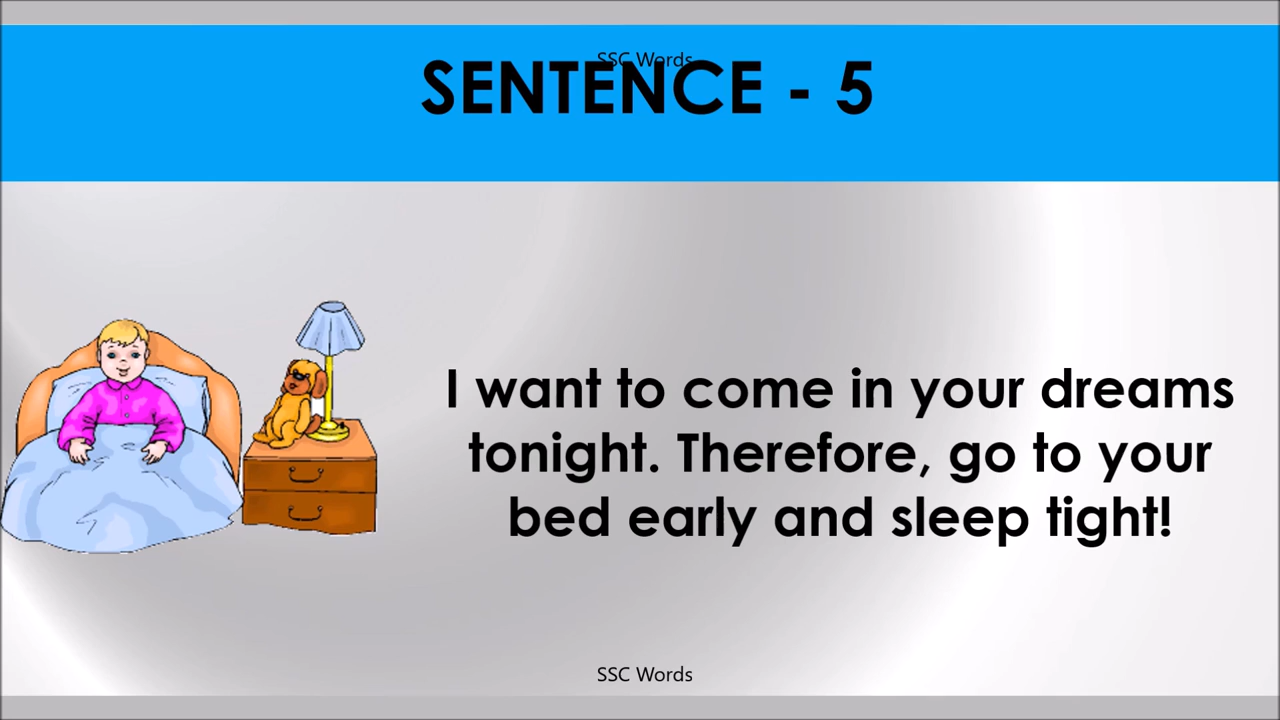 SSC Words
SENTENCE - 5
I want to come in your dreams
tonight. Therefore, go to your
bed early and sleep tight!
SSC Words